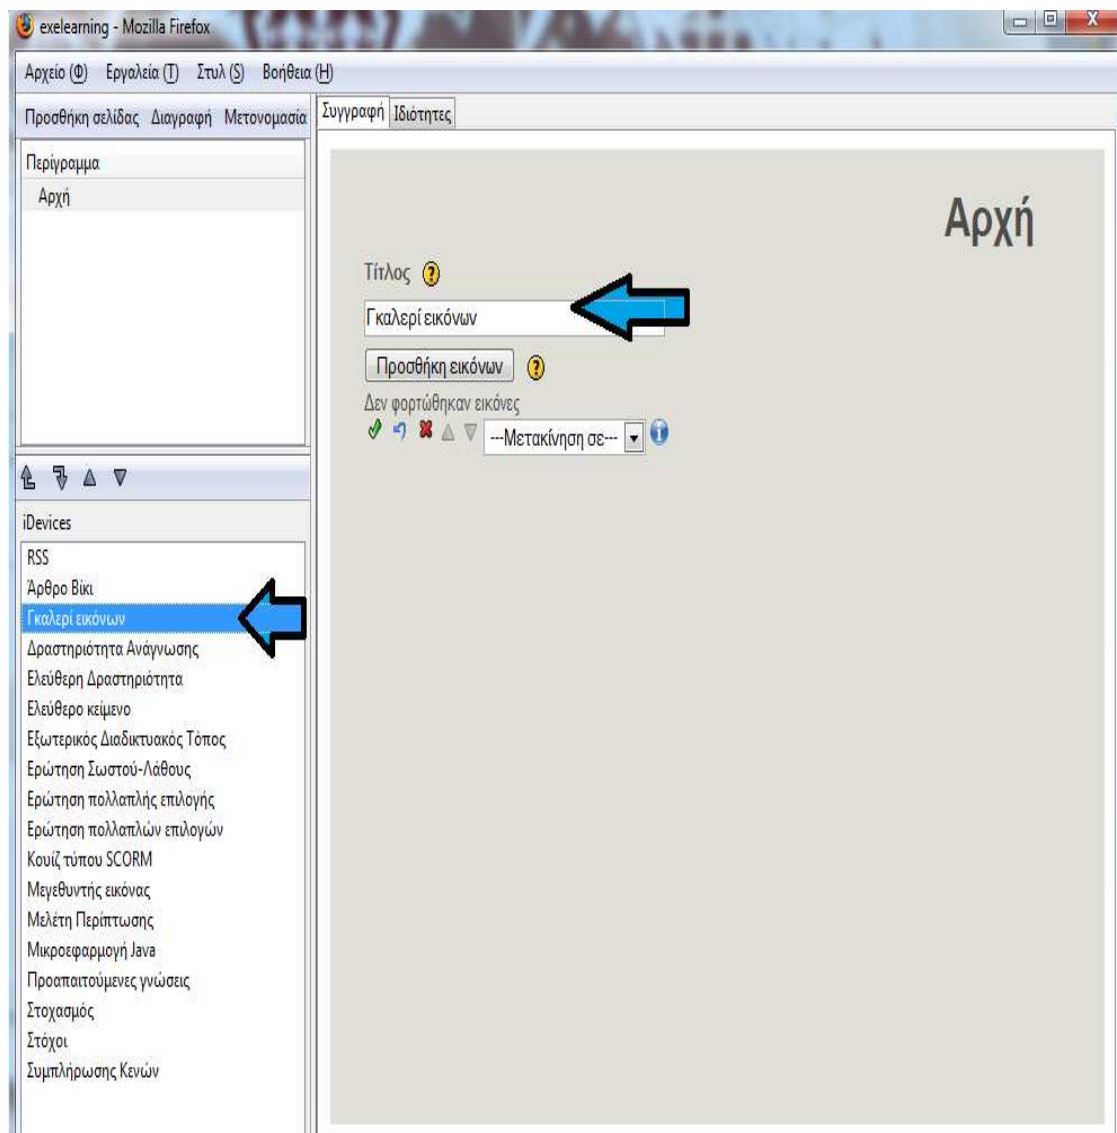 exelearning - Mozilla Firefox
Αρχείο (Φ) Εργαλεία (Τ) Στυλ (S) Βοήθεια (H)
Προσθήκη σελίδας Διαγραφή Μετονομασία
Συγγραφή Ιδιότητες
Περίγραμμα
Αρχή
Αρχή
Τίτλος
Γκαλερί εικόνων
Προσθήκη εικόνων
Δεν φορτώθηκαν εικόνες
---Μετακίνηση σε---
iDevices
RSS
Άρθρο Βίκι
Γκαλερί εικόνων
Δραστηριότητα Ανάγνωσης
Ελεύθερη Δραστηριότητα
Ελεύθερο κείμενο
Εξωτερικός Διαδικτυακός Τόπος
Ερώτηση Σωστού-Λάθους
Ερώτηση πολλαπλής επιλογής
Ερώτηση πολλαπλών επιλογών
Κουίζ τύπου SCORM
Μεγεθυντής εικόνας
Μελέτη Περίπτωσης
Μικροεφαρμογή Java
Προαπαιτούμενες γνώσεις
Στοχασμός
Στόχοι
Συμπλήρωσης Κενών